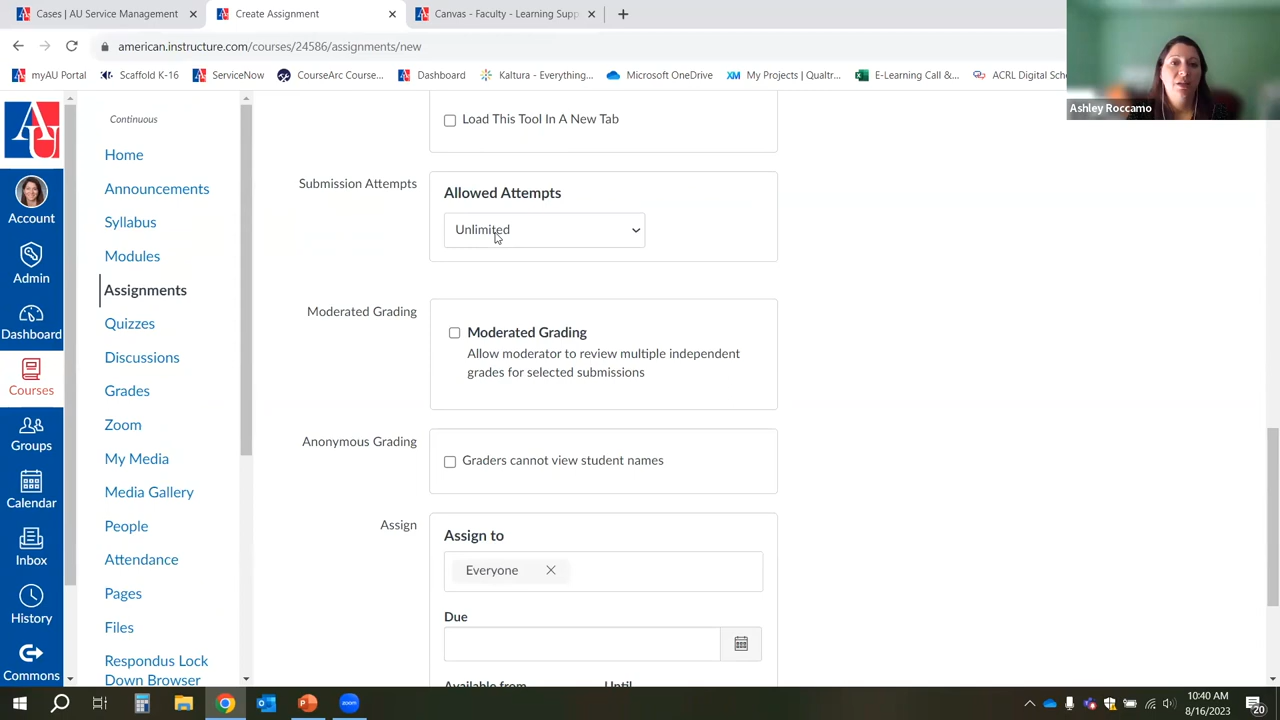 Cases | AU Service Management
Create Assignment
Canvas - Faculty - Learning Supp
american.instructure.com/courses/24586/assignments/new
myAU Portal
Scaffold K-16
ServiceNow
CourseArc Course...
Dashboard
Kaltura - Everything...
Microsoft OneDrive
XM My Projects | Qualtr...
E-Learning Call &...
ACRL Digital Sch
Ashley Roccamo
AU
Account
Admin
Dashboard
Courses
Groups
Calendar
Inbox
History
Commons
Continuous
Home
Announcements
Syllabus
Modules
Assignments
Quizzes
Discussions
Grades
Zoom
My Media
Media Gallery
People
Attendance
Pages
Files
Respondus Lock
Down Browser
Load This Tool In A New Tab
Submission Attempts
Allowed Attempts
Unlimited
Moderated Grading
Moderated Grading
Allow moderator to review multiple independent
grades for selected submissions
Anonymous Grading
Graders cannot view student names
Assign
Assign to
Everyone
Due
Available from
Until
zoom
10:40 AM
8/16/2023
20